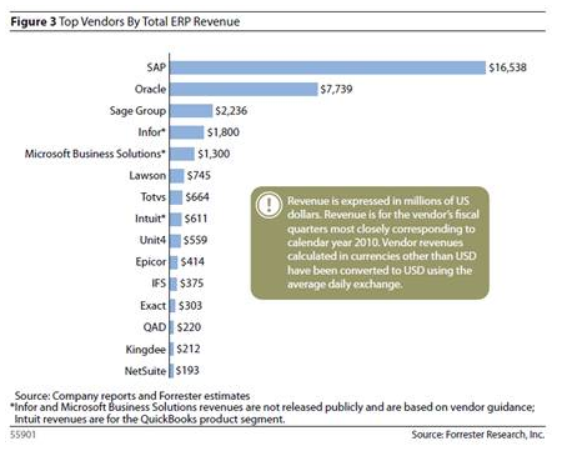 Figure 3 Top Vendors By Total ERP Revenue
SAP $16,538
Oracle $7,739
Sage Group $2,236
Infor* $1,800
Microsoft Business Solutions* $1,300
Lawson $745
Totvs $664
Intuit* $611
Unit4 $559
Epicor $414
IFS $375
Exact $303
QAD $220
Kingdee $212
NetSuite $193
! Revenue is expressed in millions of US
dollars. Revenue is for the vendor's fiscal
quarters most closely corresponding to
calendar year 2010. Vendor revenues
calculated in currencies other than USD
have been converted to USD using the
average daily exchange.
Source: Company reports and Forrester estimates
*Infor and Microsoft Business Solutions revenues are not released publicly and are based on vendor guidance;
Intuit revenues are for the QuickBooks product segment.
55901 Source: Forrester Research, Inc.